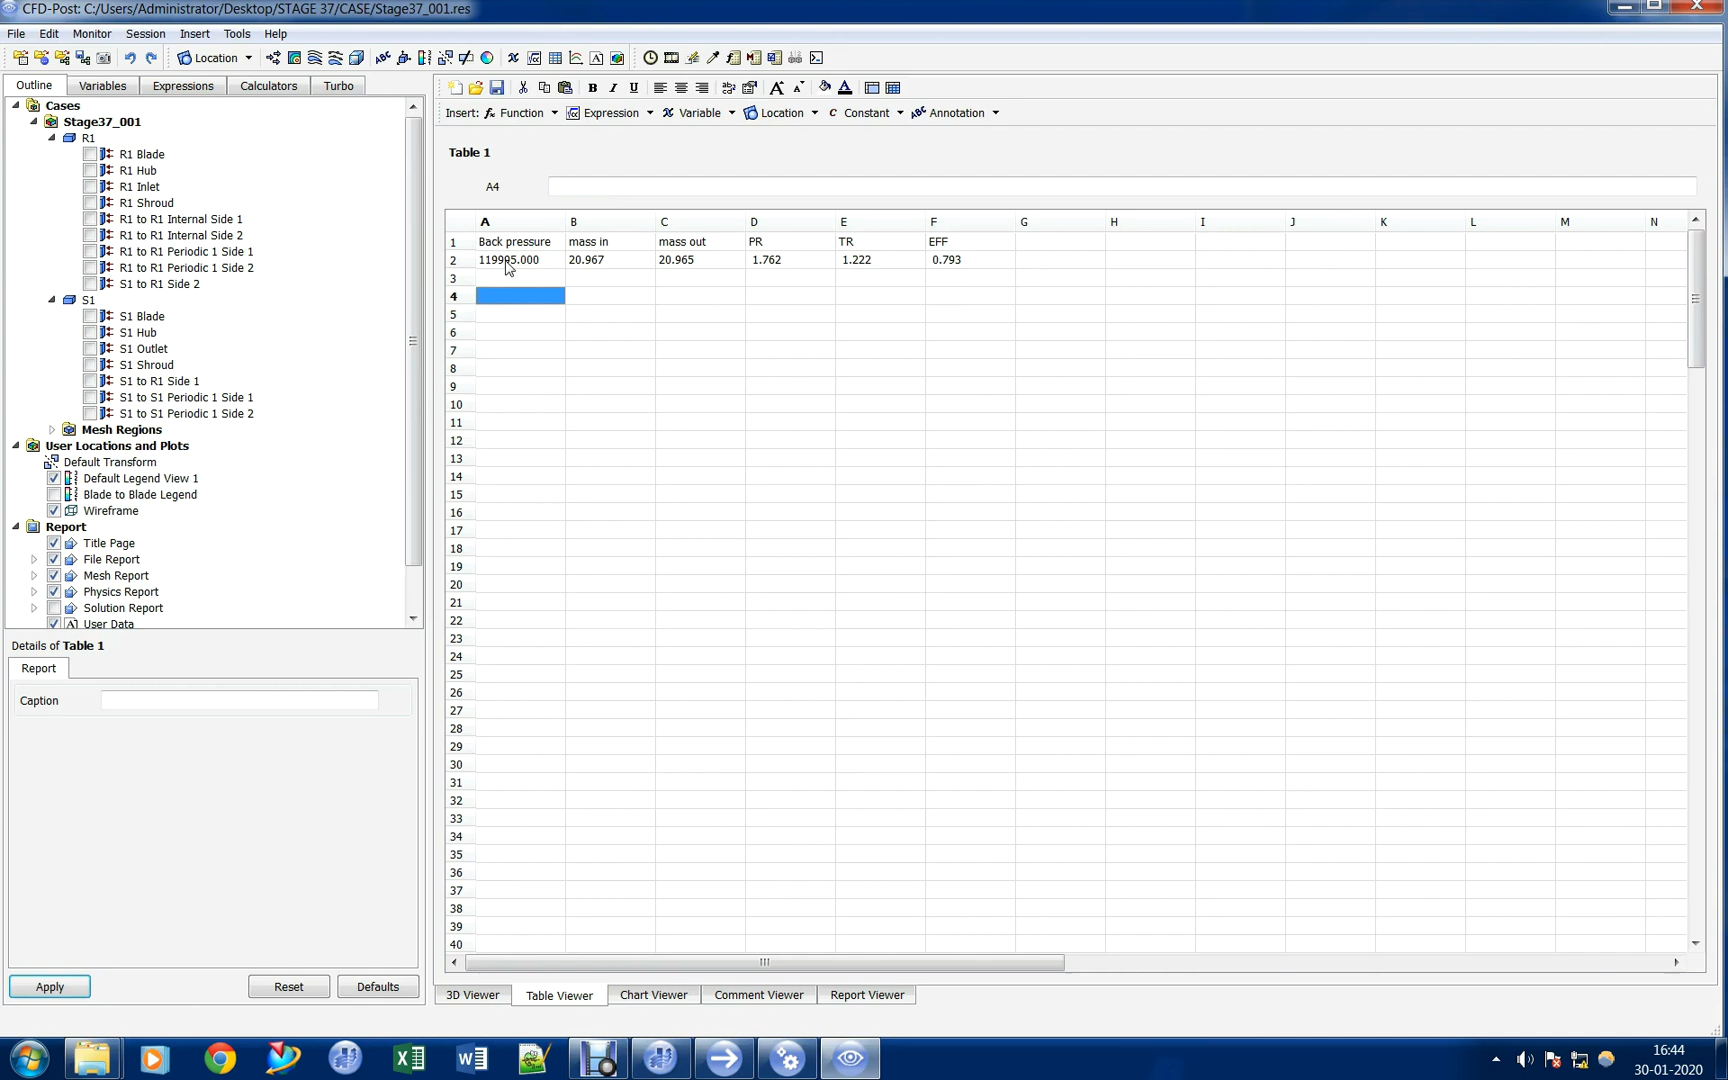 CFD-Post: C:/Users/Administrator/Desktop/STAGE 37/CASE/Stage37_001.res
File Edit Monitor Session Insert Tools Help
Location
Outline Variables Expressions Calculators Turbo
Cases
Stage37_001
R1
R1 Blade
R1 Hub
R1 Inlet
R1 Shroud
R1 to R1 Internal Side 1
R1 to R1 Internal Side 2
R1 to R1 Periodic 1 Side 1
R1 to R1 Periodic 1 Side 2
S1 to R1 Side 2
S1
S1 Blade
S1 Hub
S1 Outlet
S1 Shroud
S1 to R1 Side 1
S1 to S1 Periodic 1 Side 1
S1 to S1 Periodic 1 Side 2
Mesh Regions
User Locations and Plots
Default Transform
Default Legend View 1
Blade to Blade Legend
Wireframe
Report
Title Page
File Report
Mesh Report
Physics Report
Solution Report
User Data
Details of Table 1
Report
Caption
Apply Reset Defaults
Insert: Function Expression Variable Location Constant Annotation
Table 1
A4
A B C D E F G H I J K L M N
1 Back pressure mass in mass out PR TR EFF
2 119995.000 20.967 20.965 1.762 1.222 0.793
3
4
5
6
7
8
9
10
11
12
13
14
15
16
17
18
19
20
21
22
23
24
25
26
27
28
29
30
31
32
33
34
35
36
37
38
39
40
3D Viewer Table Viewer Chart Viewer Comment Viewer Report Viewer
16:44
30-01-2020